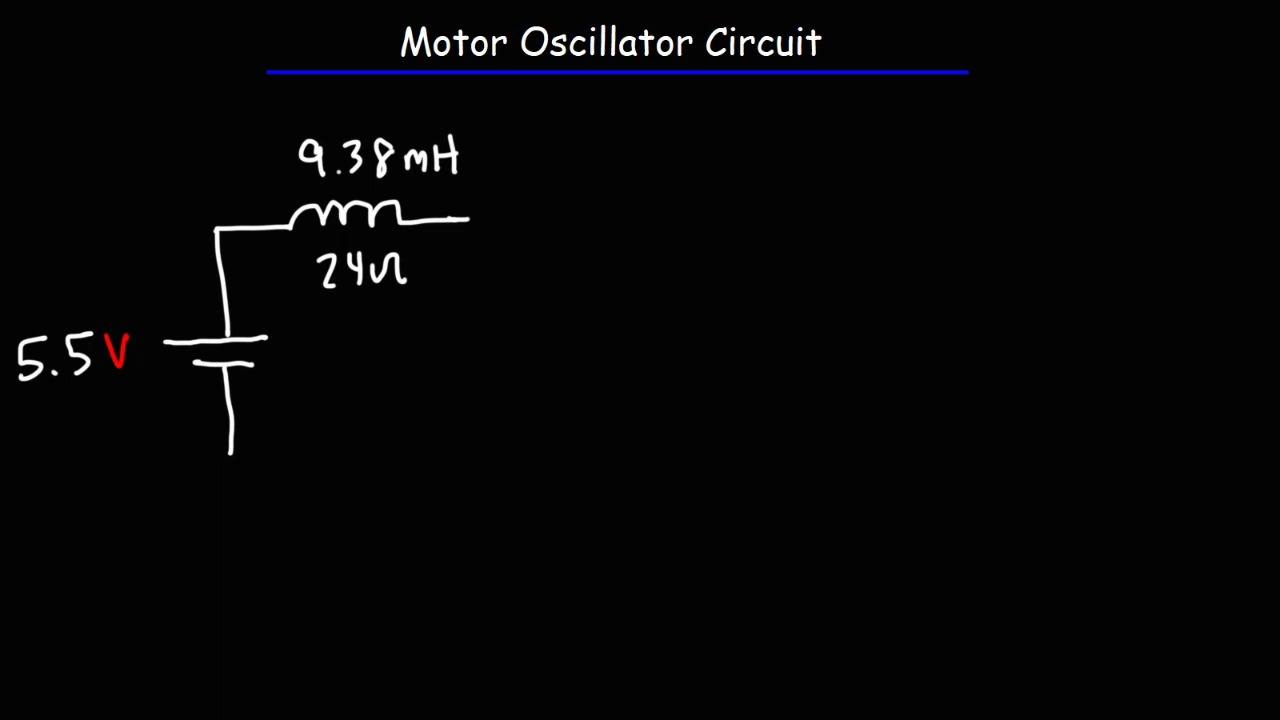 Motor Oscillator Circuit
9.38mH
24Ω
5.5V